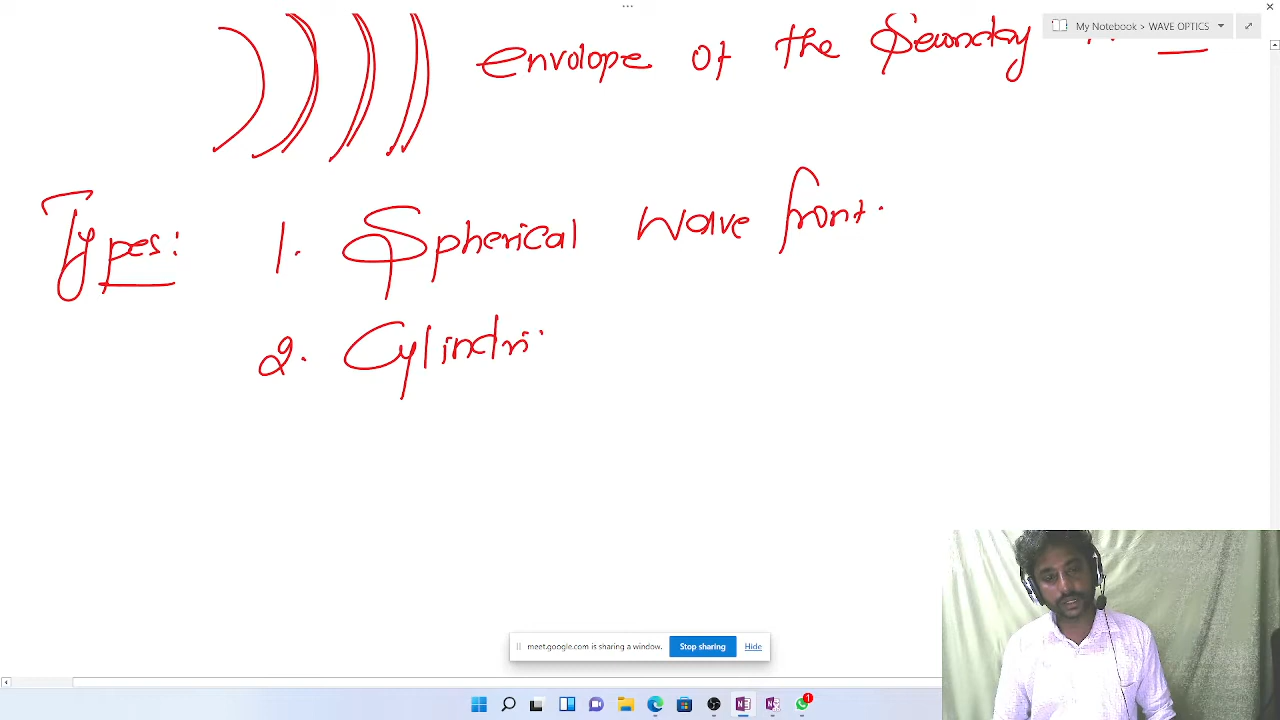 My Notebook > WAVE OPTICS
envolope of the Secondary
Types: 1. Spherical Wave front.
2. Cylindri
meet.google.com is sharing a window. Stop sharing Hide
1